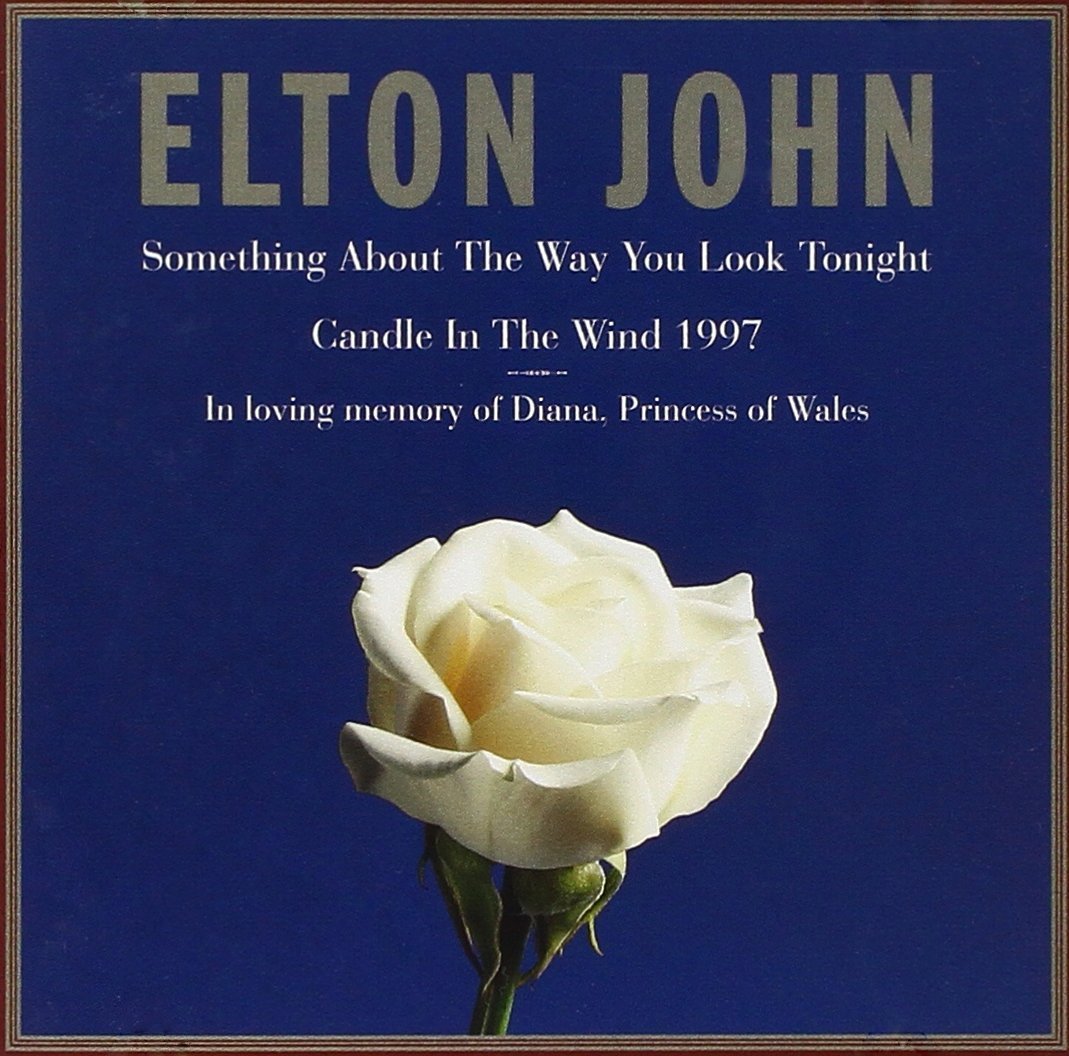 ELTON JOHN
Something About The Way You Look Tonight
Candle In The Wind 1997
In loving memory of Diana, Princess of Wales